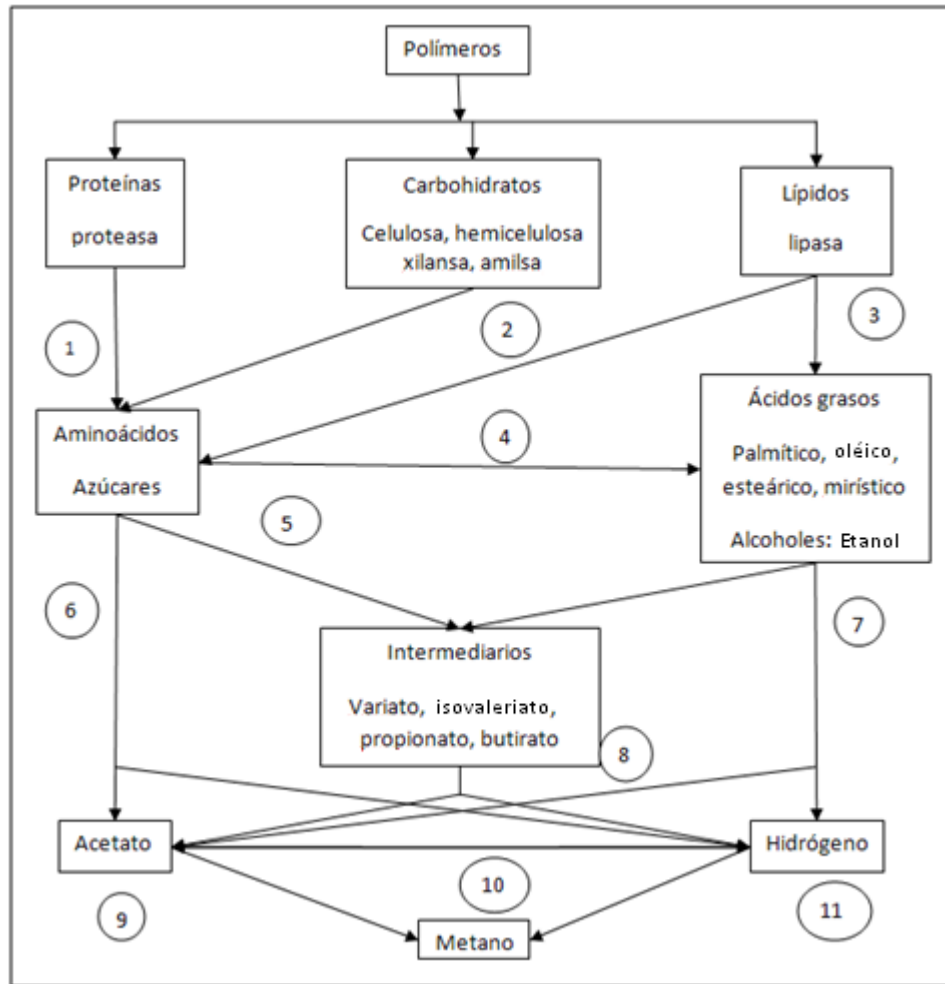 Polímeros
Proteínas
proteasa
Carbohidratos
Celulosa, hemicelulosa
xilansa, amilsa
Lípidos
lipasa
1
2
3
Aminoácidos
Azúcares
4
Ácidos grasos
Palmítico, oléico,
esteárico, mirístico
Alcoholes: Etanol
5
6
7
Intermediarios
Variato, isovaleriato,
propionato, butirato
8
Acetato
Hidrógeno
9
10
11
Metano